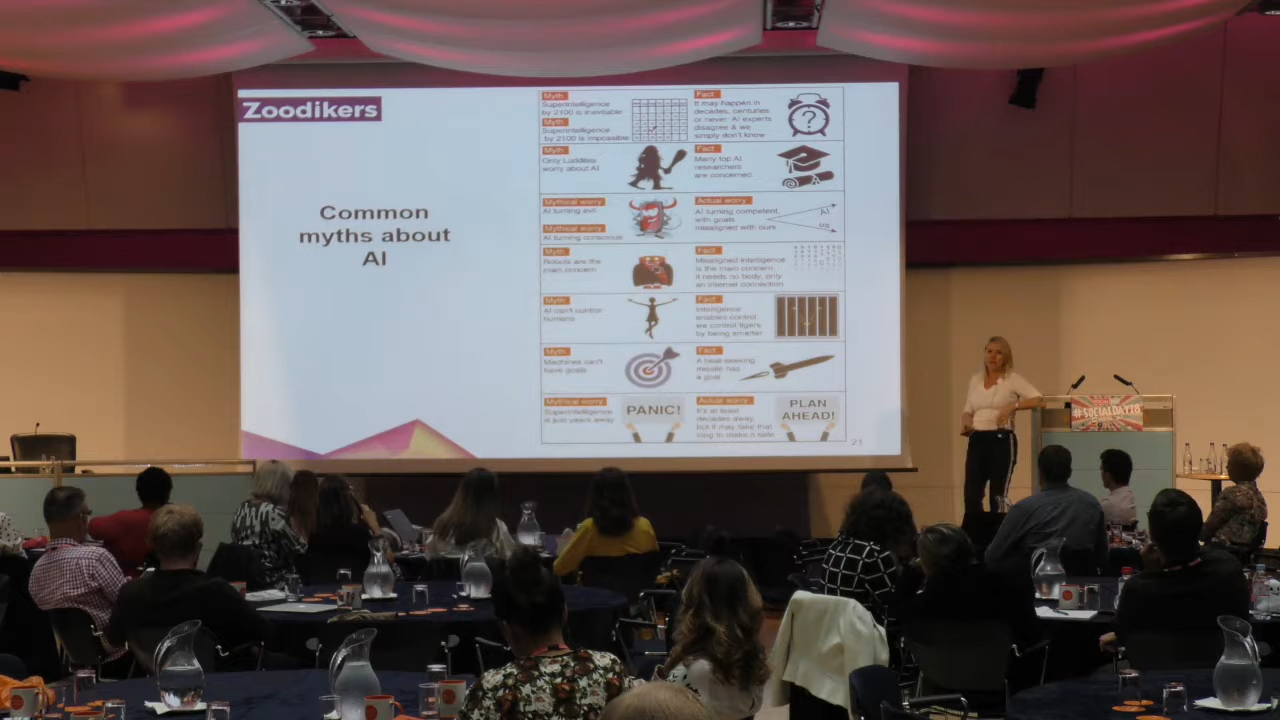 Zoodikers
Common
myths about
AI
Myth:
Superintelligence
by 2100 is inevitable
Myth:
Superintelligence
by 2100 is impossible
Fact:
It may happen in
decades, centuries
or never: AI experts
disagree & we
simply don't know
?
Myth:
Only Luddites
worry about AI
Fact:
Many top AI
researchers
are concerned
Mythical worry:
AI turning evil
Mythical worry:
AI turning conscious
Actual worry:
AI turning competent,
with goals
misaligned with ours
AI
US
Myth:
Robots are the
main concern
Fact:
Misaligned intelligence
is the main concern:
it needs no body, only
an internet connection
Myth:
AI can't control
humans
Fact:
Intelligence
enables control:
we control tigers
by being smarter
Myth:
Machines can't
have goals
Fact:
A heat-seeking
missile has
a goal
Mythical worry:
Superintelligence
is just years away
PANIC!
Actual worry:
It's at least
decades away,
but it may take that
long to make it safe
PLAN
AHEAD!
21
#SOCIALDAY18